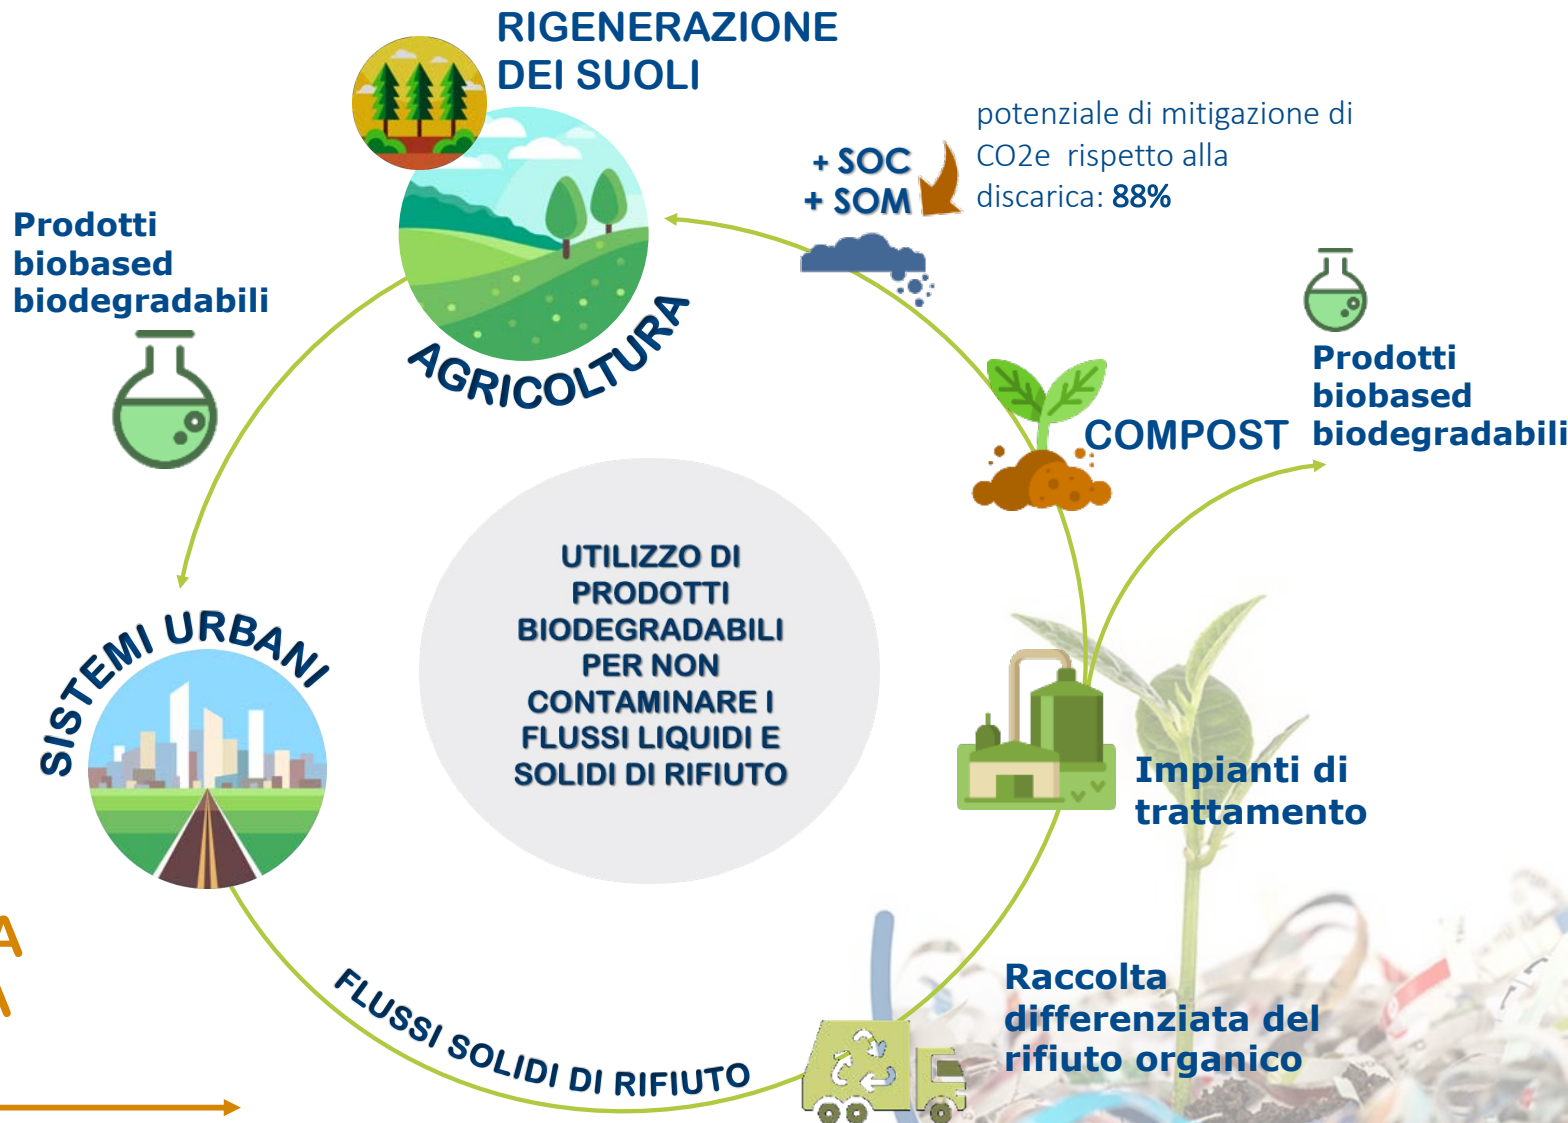 RIGENERAZIONE
DEI SUOLI
potenziale di mitigazione di
CO2e rispetto alla
discarica: 88%
+ SOC
+ SOM
Prodotti
biobased
biodegradabili
AGRICOLTURA
Prodotti
biobased
biodegradabili
COMPOST
UTILIZZO DI
PRODOTTI
BIODEGRADABILI
PER NON
CONTAMINARE I
FLUSSI LIQUIDI E
SOLIDI DI RIFIUTO
SISTEMI URBANI
Impianti di
trattamento
A
A
Raccolta
differenziata del
rifiuto organico
FLUSSI SOLIDI DI RIFIUTO